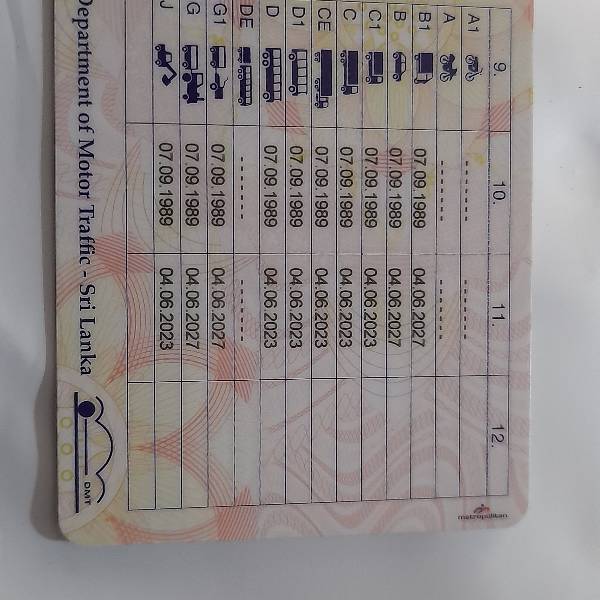 9. 10. 11. 12.
A1 ------- -------
A ------- -------
B1 07.09.1989 04.06.2027
B 07.09.1989 04.06.2027
C1 07.09.1989 04.06.2023
C 07.09.1989 04.06.2023
CE 07.09.1989 04.06.2023
D1 07.09.1989 04.06.2023
D 07.09.1989 04.06.2023
DE ------- -------
G1 07.09.1989 04.06.2027
G 07.09.1989 04.06.2027
J 07.09.1989 04.06.2023
Department of Motor Traffic - Sri Lanka
DMT
metropolitan